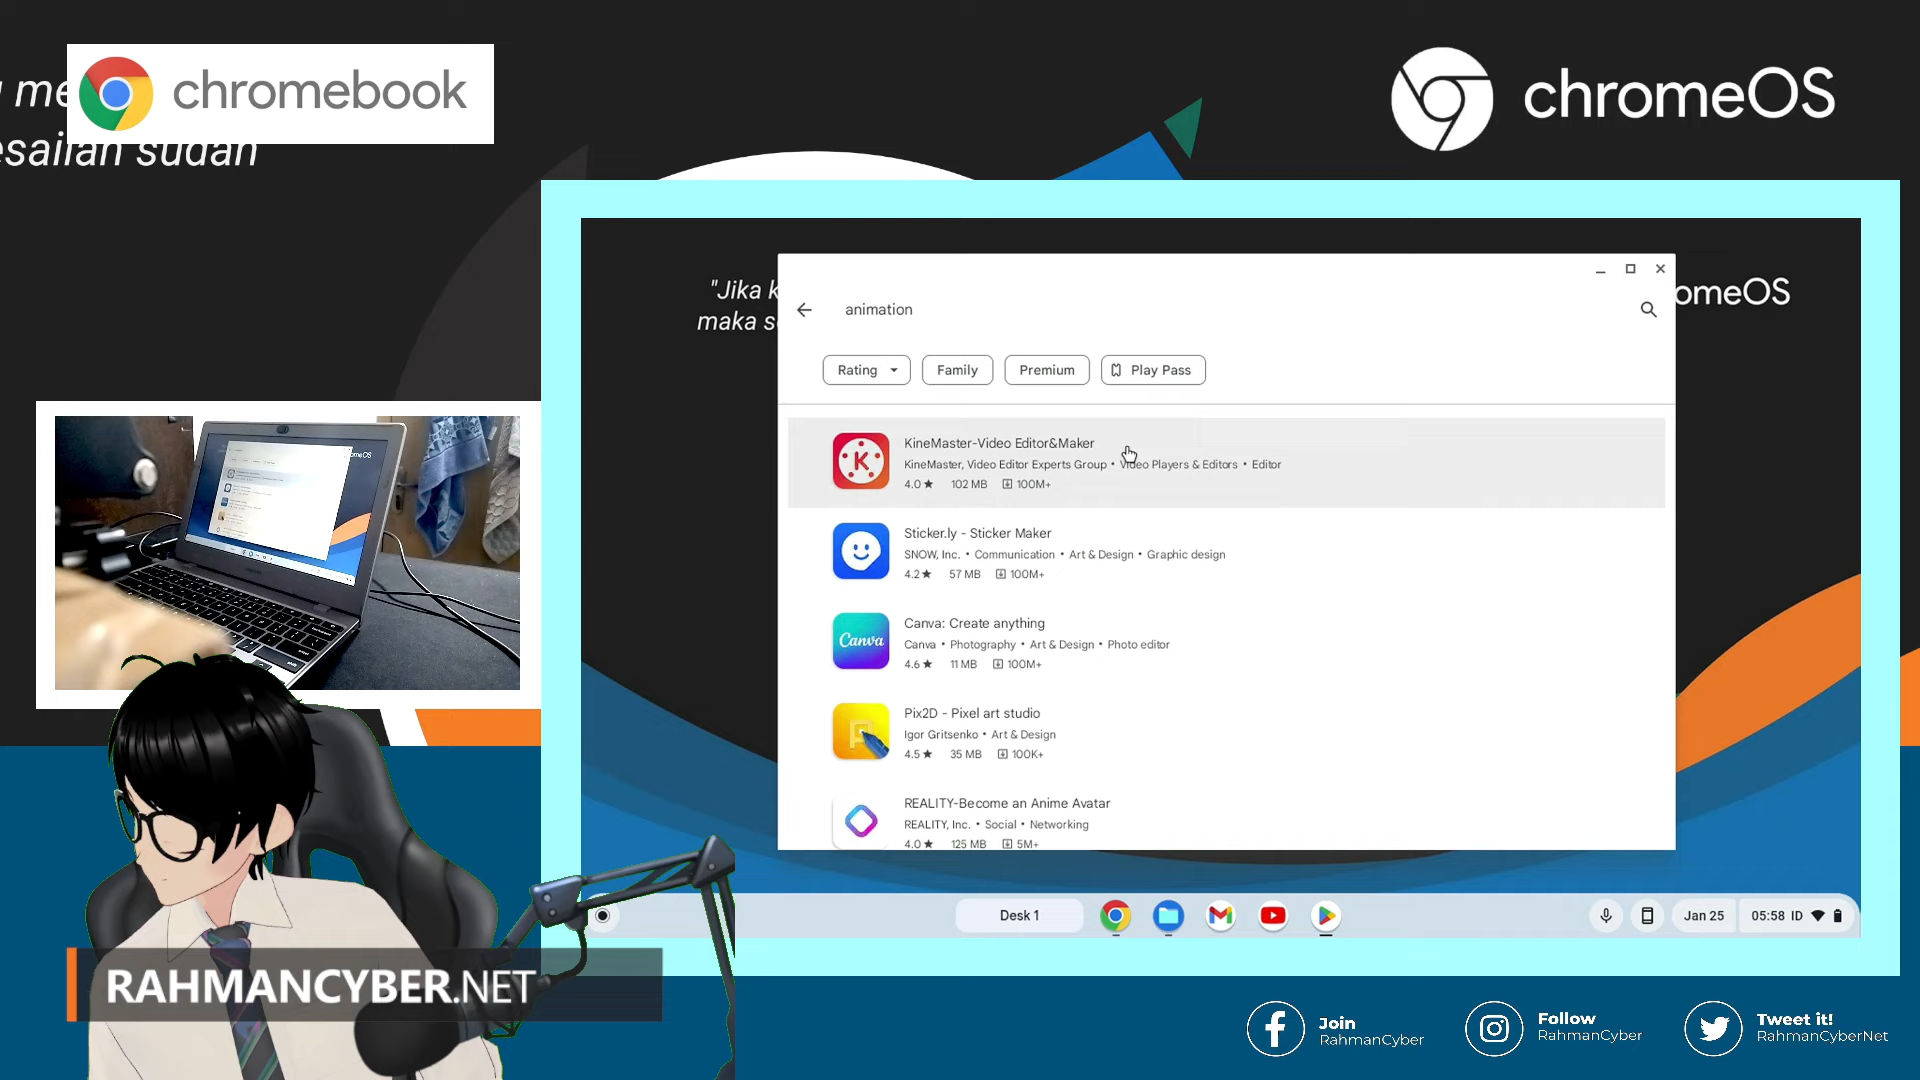 chromebook
me
esailan sudah
chromeOS
"Jika k
maka s
omeOS
animation
Rating
Family
Premium
Play Pass
KineMaster-Video Editor&Maker
KineMaster, Video Editor Experts Group • Video Players & Editors • Editor
4.0★ 102 MB 100M+
Sticker.ly - Sticker Maker
SNOW, Inc. • Communication • Art & Design • Graphic design
4.2★ 57 MB 100M+
Canva
Canva: Create anything
Canva • Photography • Art & Design • Photo editor
4.6★ 11 MB 100M+
Pix2D - Pixel art studio
Igor Gritsenko • Art & Design
4.5★ 35 MB 100K+
REALITY-Become an Anime Avatar
REALITY, Inc. • Social • Networking
4.0★ 125 MB 5M+
Desk 1
Jan 25
05:58 ID
RAHMANCYBER.NET
Join
RahmanCyber
Follow
RahmanCyber
Tweet it!
RahmanCyberNet